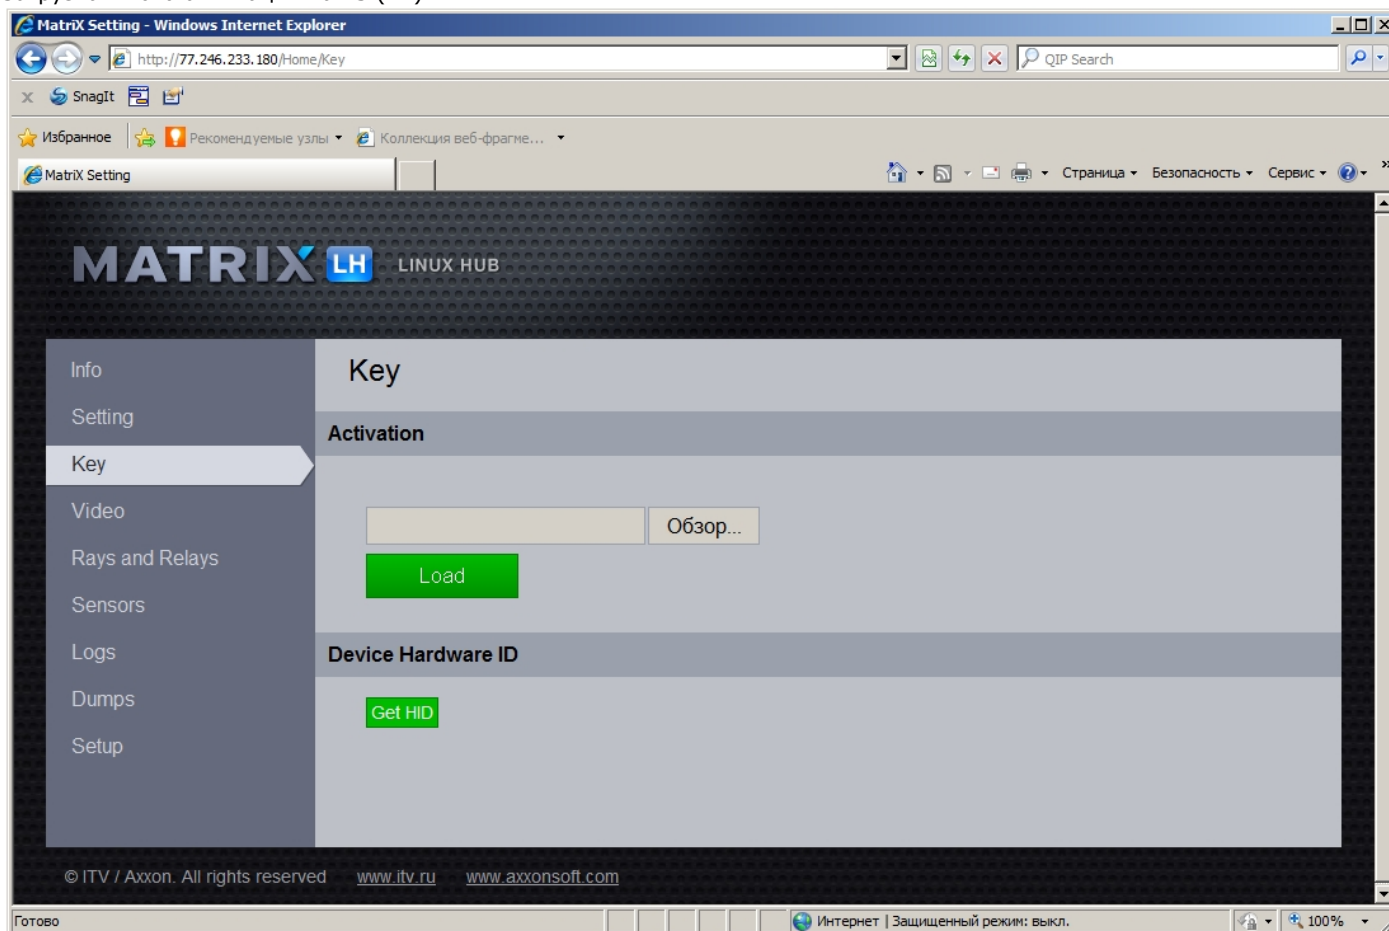 MatriX Setting - Windows Internet Explorer
http://77.246.233.180/Home/Key
QIP Search
x SnagIt
Избранное Рекомендуемые узлы Коллекция веб-фрагме...
MatriX Setting
Страница Безопасность Сервис
MATRIX LH LINUX HUB
Info
Setting
Key
Video
Rays and Relays
Sensors
Logs
Dumps
Setup
Key
Activation
Обзор...
Load
Device Hardware ID
Get HID
© ITV / Axxon. All rights reserved www.itv.ru www.axxonsoft.com
Готово
Интернет | Защищенный режим: выкл.
100%